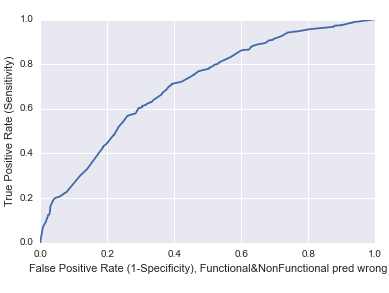 1.0
0.8
0.6
0.4
0.2
0.0
True Positive Rate (Sensitivity)
0.0 0.2 0.4 0.6 0.8 1.0
False Positive Rate (1-Specificity), Functional&NonFunctional pred wrong